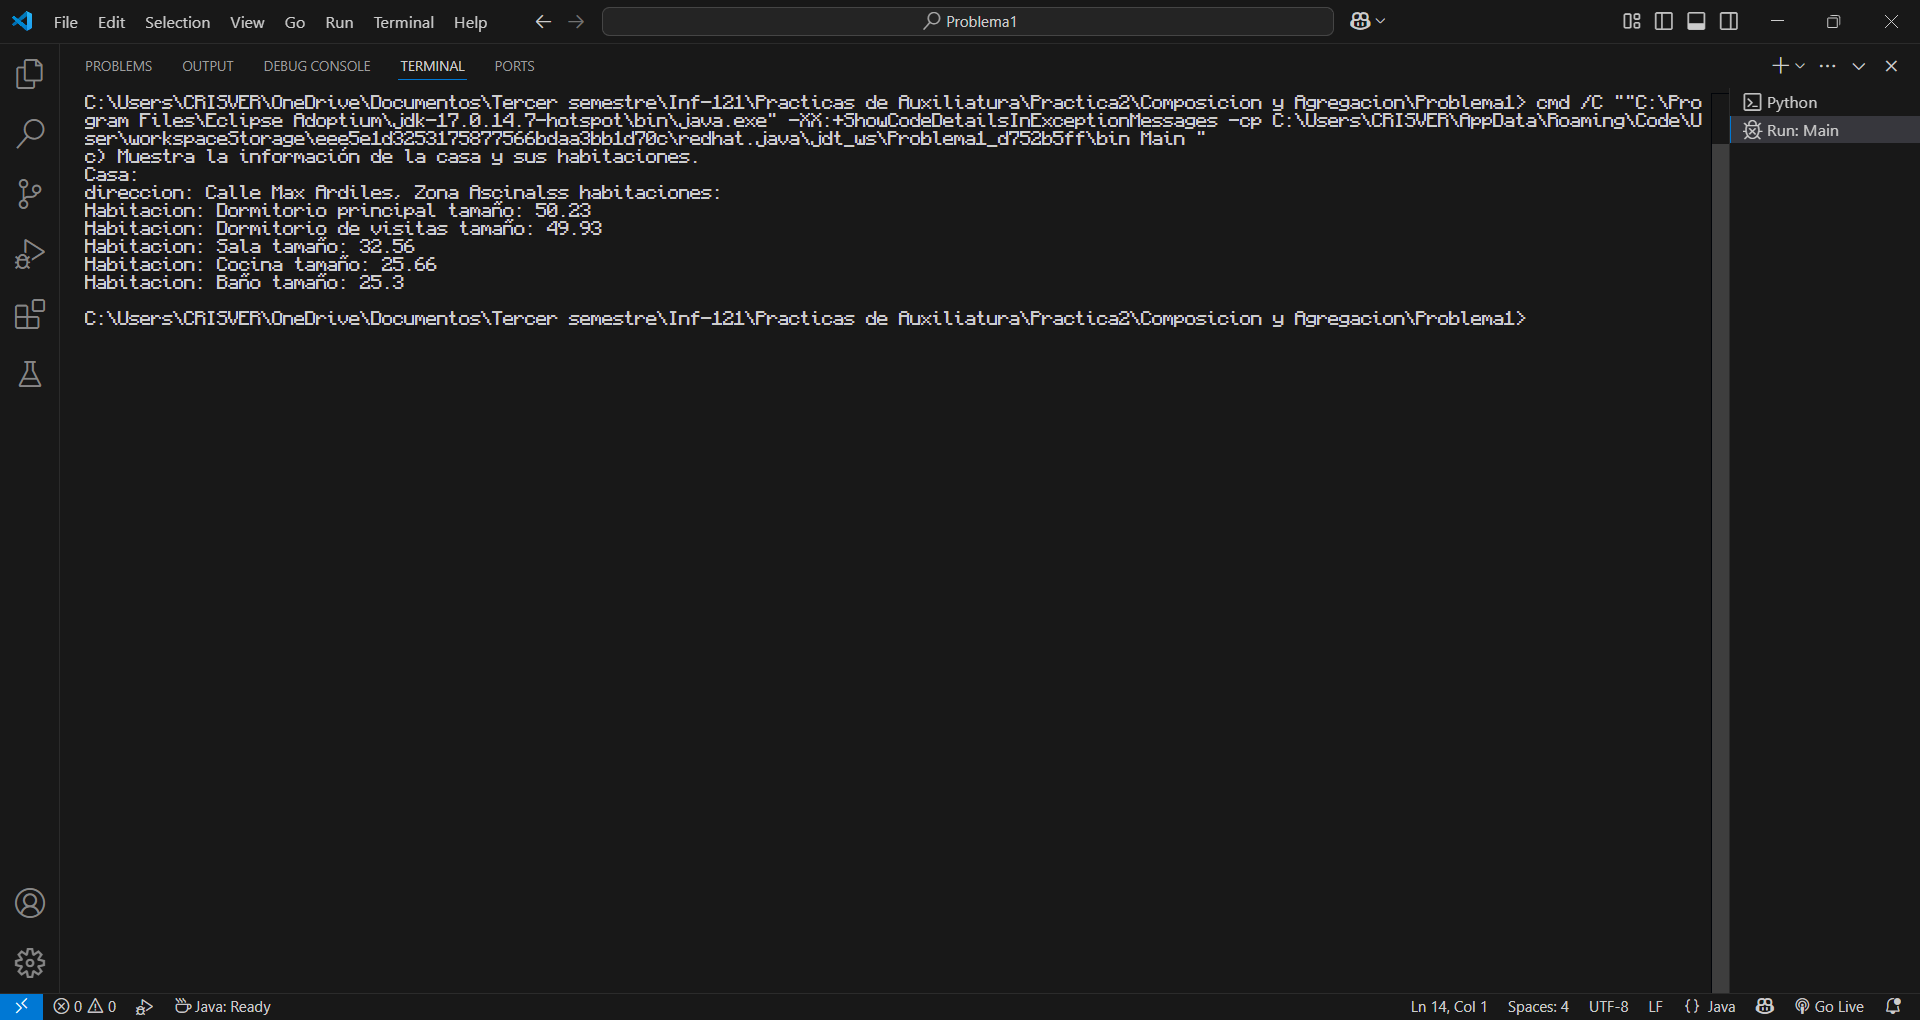 File Edit Selection View Go Run Terminal Help
Problema1
PROBLEMS OUTPUT DEBUG CONSOLE TERMINAL PORTS
C:\Users\CRISVER\OneDrive\Documentos\Tercer semestre\Inf-121\Practicas de Auxiliatura\Practica2\Composicion y Agregacion\Problema1> cmd /C ""C:\Pro
gram Files\Eclipse Adoptium\jdk-17.0.14.7-hotspot\bin\java.exe" -XX:+ShowCodeDetailsInExceptionMessages -cp C:\Users\CRISVER\AppData\Roaming\Code\U
ser\workspaceStorage\eee5e1d3253175877566bdaa3bb1d70c\redhat.java\jdt_ws\Problema1_d752b5ff\bin Main "
c) Muestra la información de la casa y sus habitaciones.
Casa:
direccion: Calle Max Ardiles, Zona Ascinalss habitaciones:
Habitacion: Dormitorio principal tamaño: 50.23
Habitacion: Dormitorio de visitas tamaño: 49.93
Habitacion: Sala tamaño: 32.56
Habitacion: Cocina tamaño: 25.66
Habitacion: Baño tamaño: 25.3
C:\Users\CRISVER\OneDrive\Documentos\Tercer semestre\Inf-121\Practicas de Auxiliatura\Practica2\Composicion y Agregacion\Problema1>
Python
Run: Main
0 0 Java: Ready
Ln 14, Col 1 Spaces: 4 UTF-8 LF {} Java Go Live